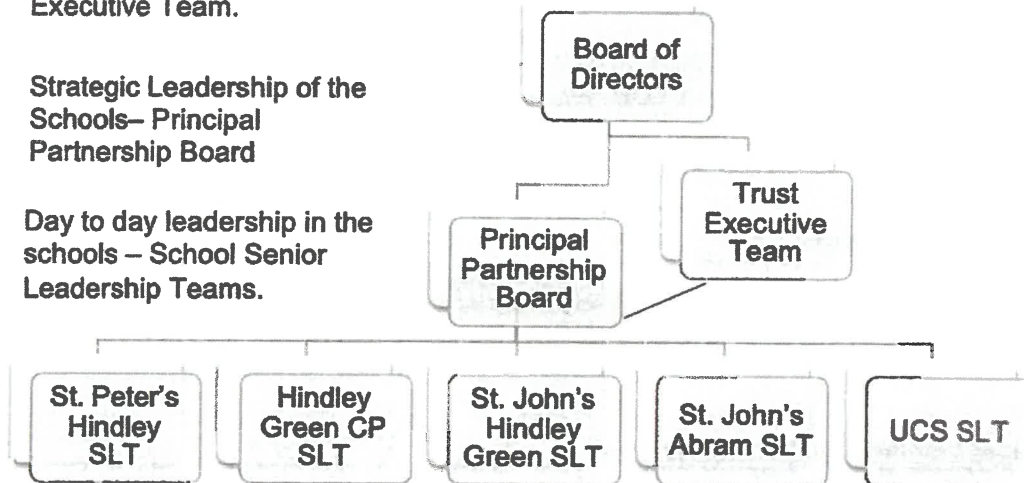 Executive Team.
Strategic Leadership of the
Schools– Principal
Partnership Board
Day to day leadership in the
schools – School Senior
Leadership Teams.
Board of
Directors
Trust
Executive
Team
Principal
Partnership
Board
St. Peter's
Hindley
SLT
Hindley
Green CP
SLT
St. John's
Hindley
Green SLT
St. John's
Abram SLT
UCS SLT